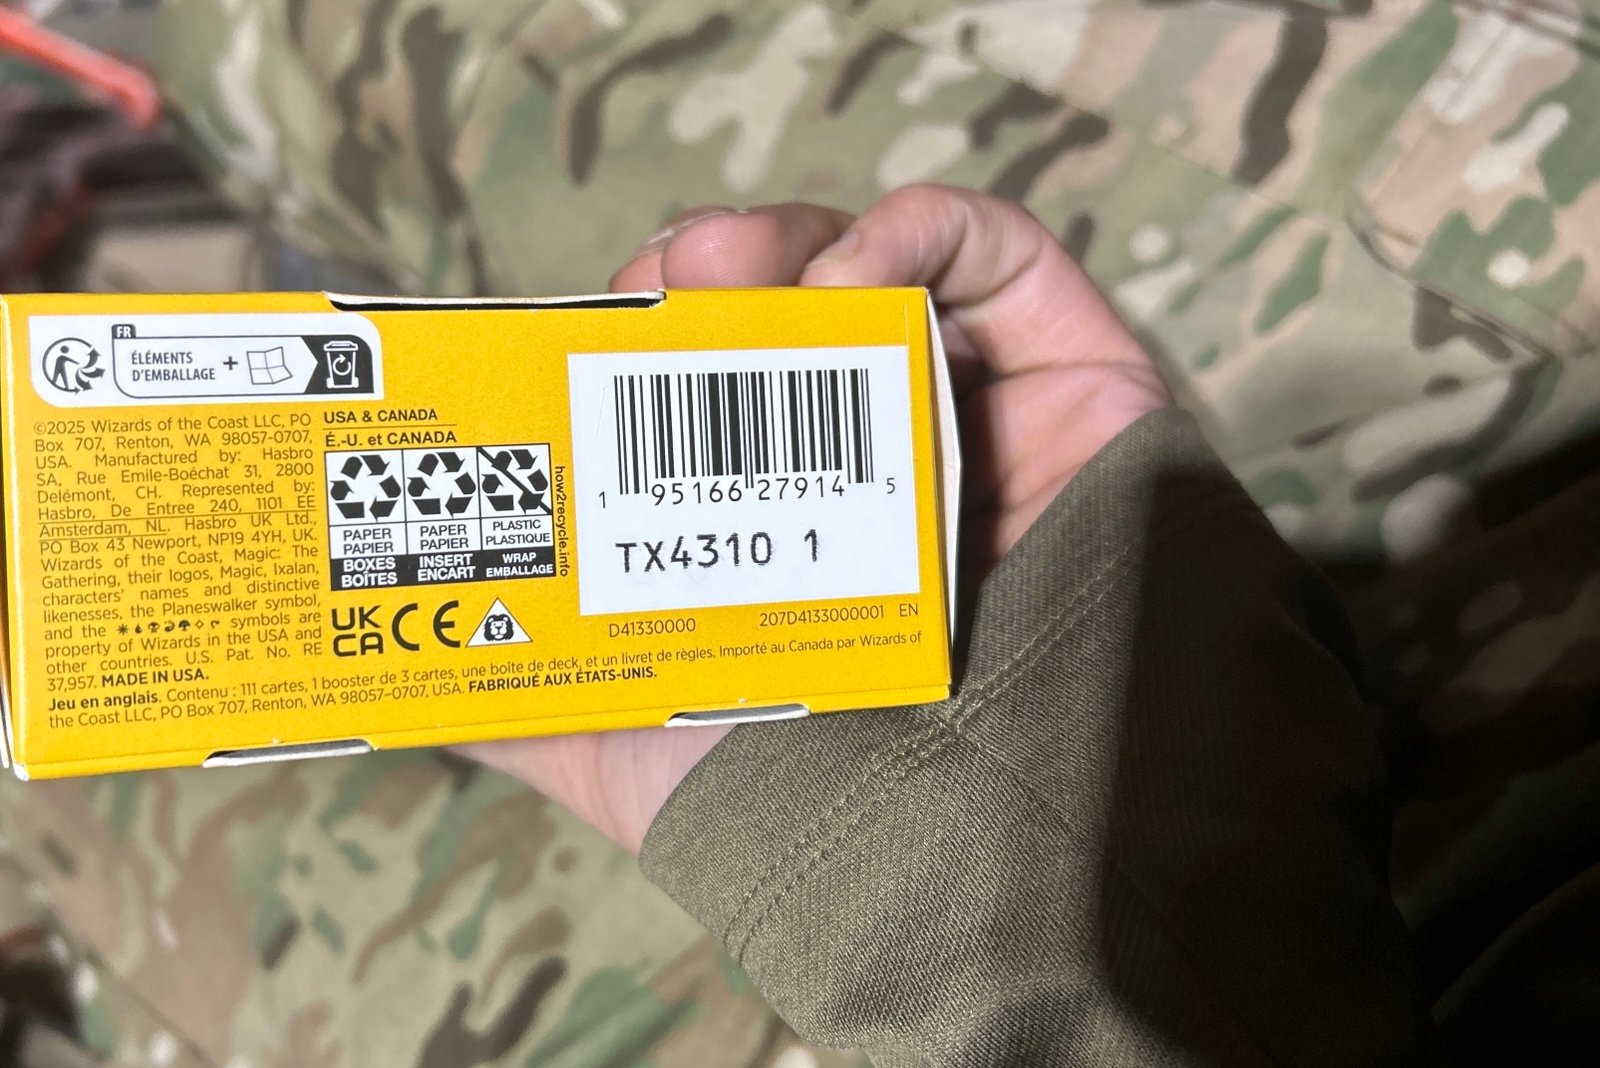 FR
ÉLÉMENTS
D'EMBALLAGE +
©2025 Wizards of the Coast LLC, PO
Box 707, Renton, WA 98057-0707,
USA. Manufactured by: Hasbro
SA, Rue Emile-Boéchat 31, 2800
Delémont, CH. Represented by:
Hasbro, De Entree 240, 1101 EE
Amsterdam, NL. Hasbro UK Ltd.,
PO Box 43 Newport, NP19 4YH, UK.
Wizards of the Coast, Magic: The
Gathering, their logos, Magic, Ixalan,
characters' names and distinctive
likenesses, the Planeswalker symbol,
and the symbols are
property of Wizards in the USA and
other countries. U.S. Pat. No. RE
37,957. MADE IN USA.
USA & CANADA
É.-U. et CANADA
PAPER
PAPIER
BOXES
BOÎTES
PAPER
PAPIER
INSERT
ENCART
PLASTIC
PLASTIQUE
WRAP
EMBALLAGE
how2recycle.info
UK
CA CE
1 95166 27914 5
TX4310 1
D41330000 207D4133000001 EN
Jeu en anglais. Contenu : 111 cartes, 1 booster de 3 cartes, une boîte de deck, et un livret de règles. Importé au Canada par Wizards of
the Coast LLC, PO Box 707, Renton, WA 98057-0707, USA. FABRIQUÉ AUX ÉTATS-UNIS.